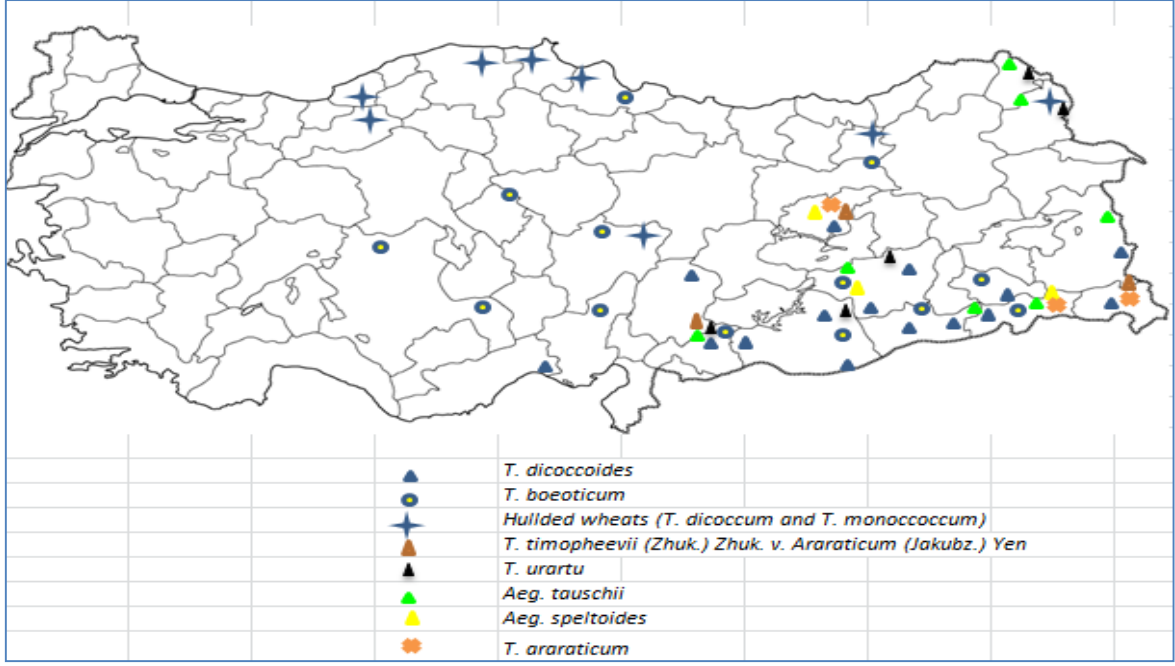 T. dicoccoides
T. boeoticum
Hullded wheats (T. dicoccum and T. monoccoccum)
T. timopheevii (Zhuk.) Zhuk. v. Araraticum (Jakubz.) Yen
T. urartu
Aeg. tauschii
Aeg. speltoides
T. araraticum